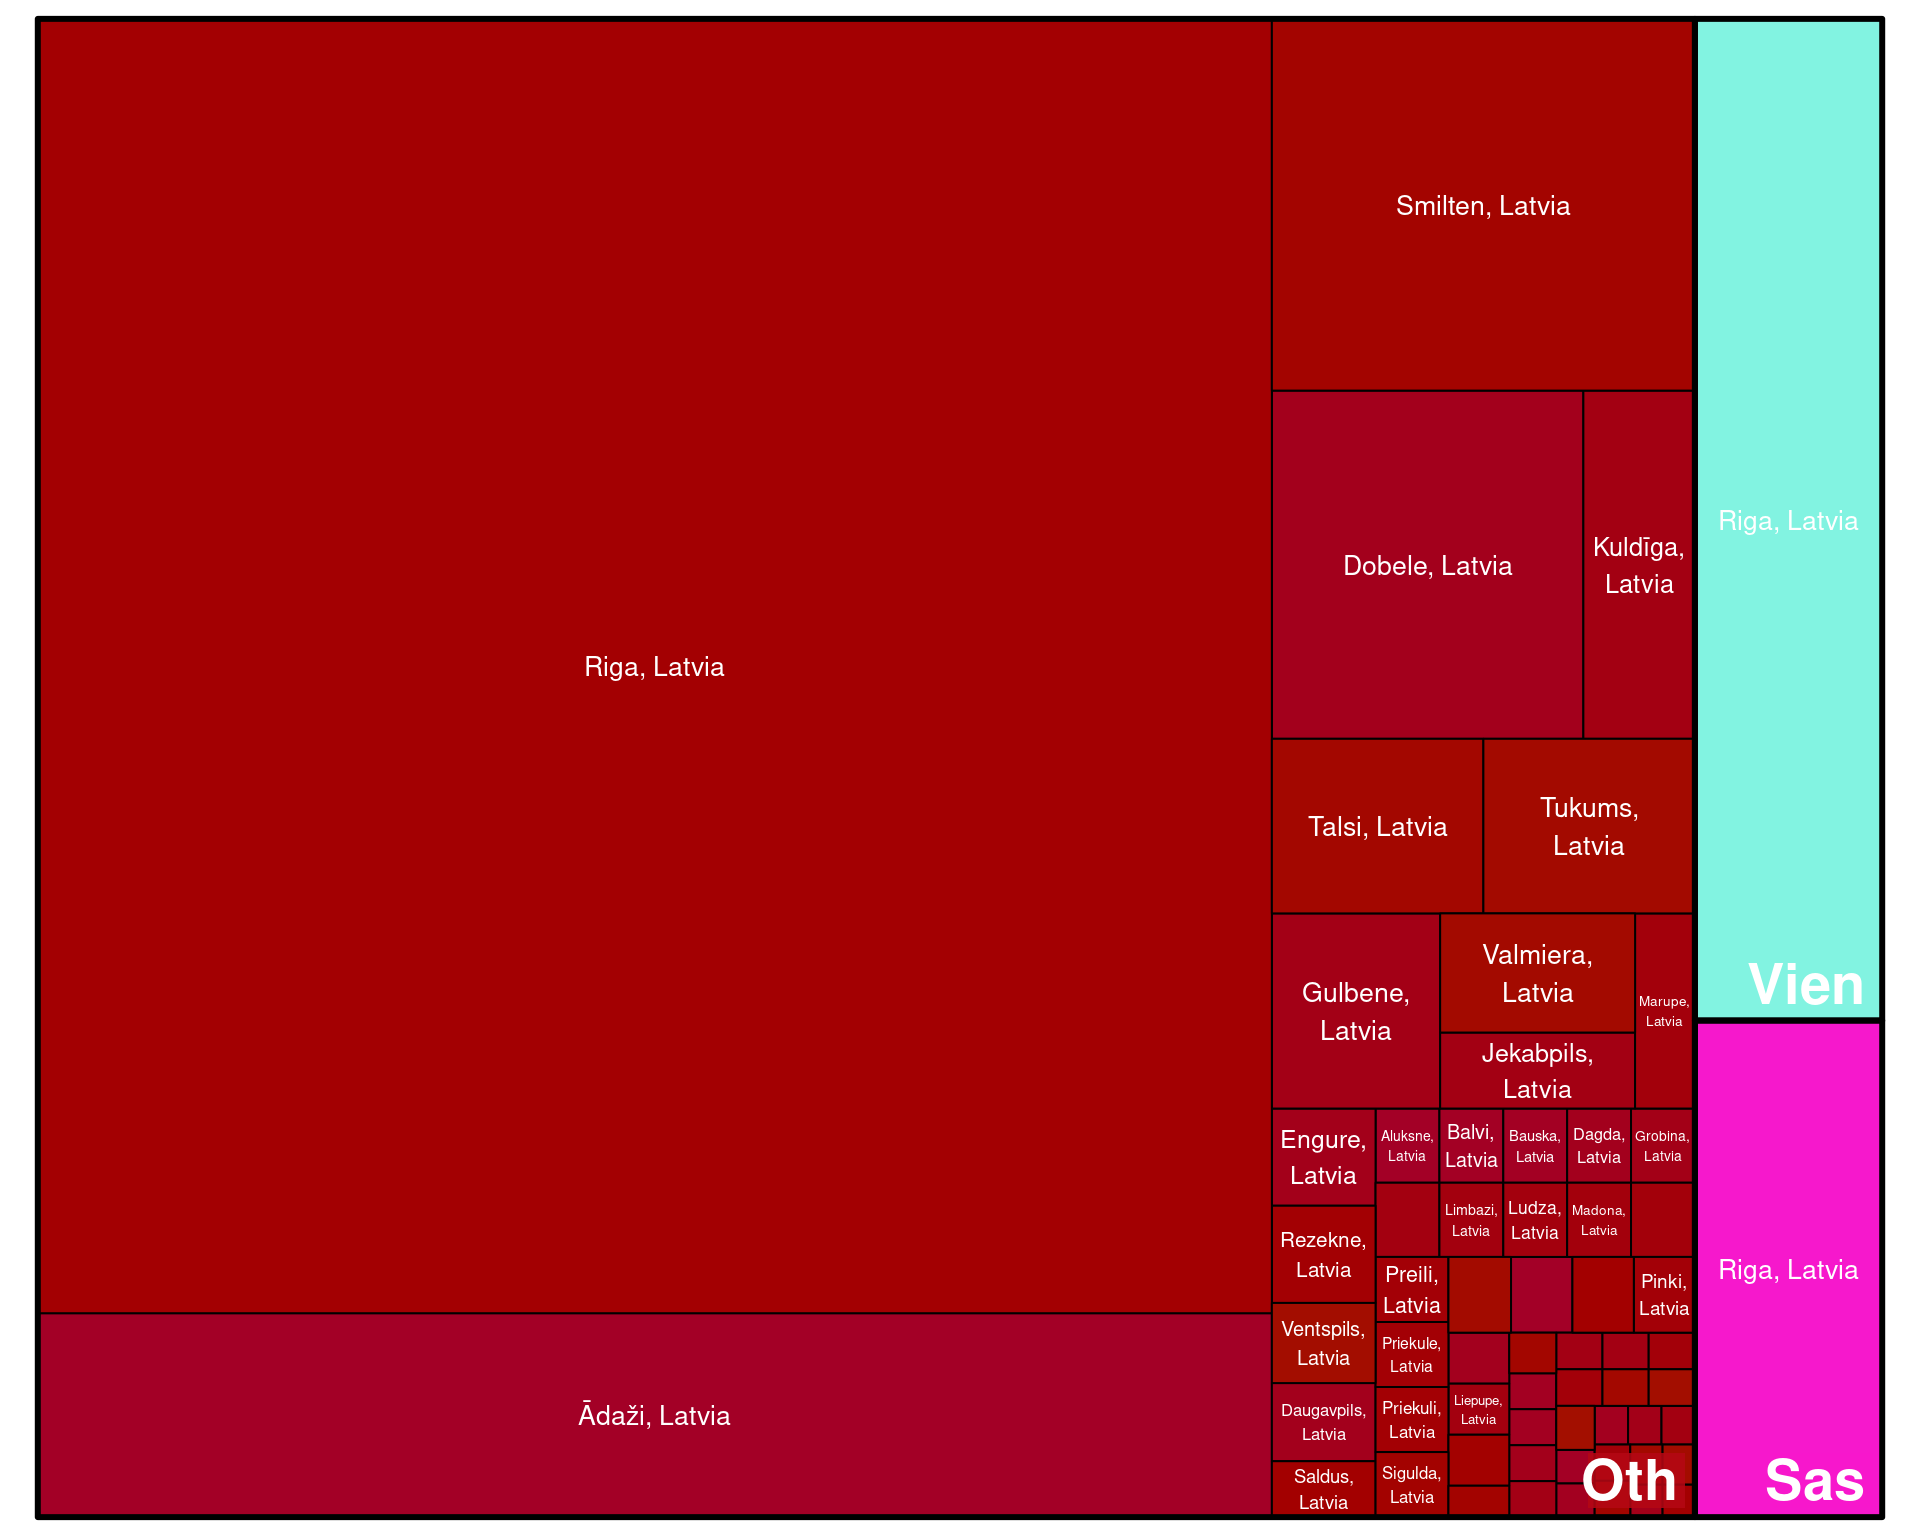 Riga, Latvia
Ādaži, Latvia
Smilten, Latvia
Dobele, Latvia
Kuldīga,
Latvia
Talsi, Latvia
Tukums,
Latvia
Gulbene,
Latvia
Valmiera,
Latvia
Jekabpils,
Latvia
Marupe,
Latvia
Engure,
Latvia
Rezekne,
Latvia
Ventspils,
Latvia
Daugavpils,
Latvia
Saldus,
Latvia
Aluksne,
Latvia
Balvi,
Latvia
Bauska,
Latvia
Dagda,
Latvia
Grobina,
Latvia
Limbazi,
Latvia
Ludza,
Latvia
Madona,
Latvia
Preili,
Latvia
Pinki,
Latvia
Priekule,
Latvia
Priekuli,
Latvia
Sigulda,
Latvia
Liepupe,
Latvia
Oth
Riga, Latvia
Vien
Riga, Latvia
Sas